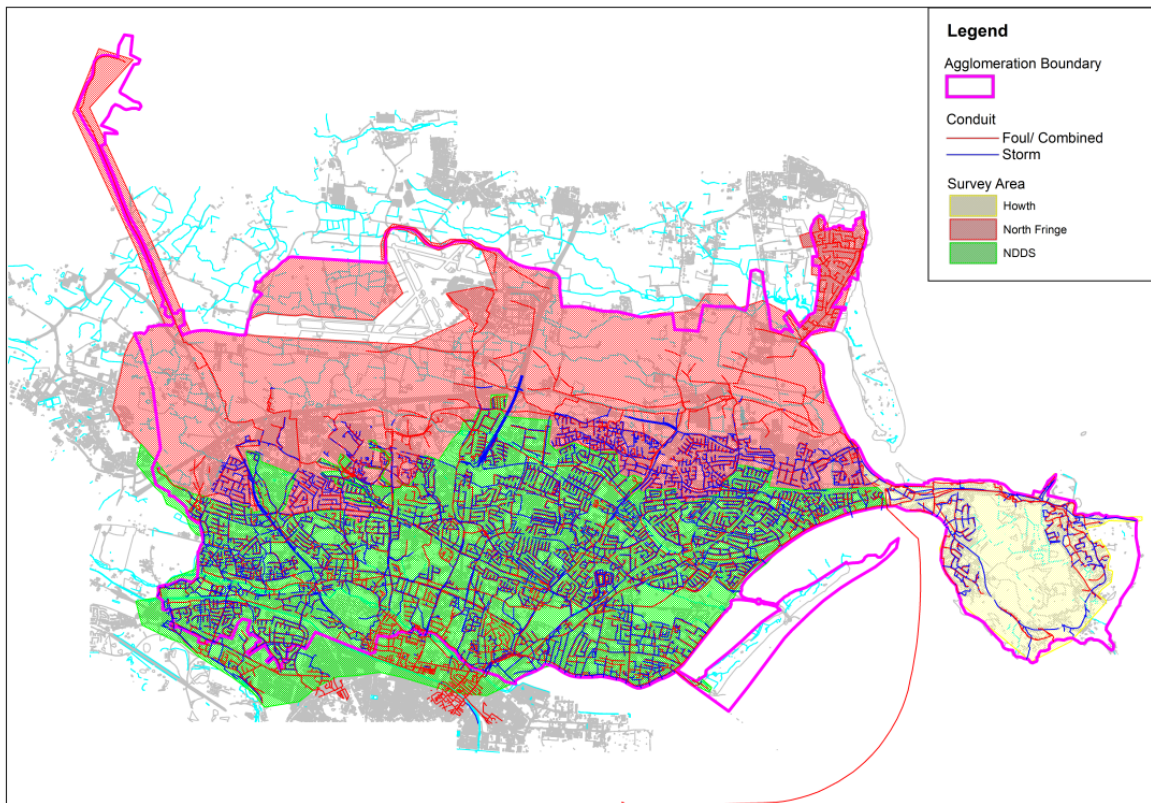 Legend
Agglomeration Boundary
Conduit
Foul/ Combined
Storm
Survey Area
Howth
North Fringe
NDDS